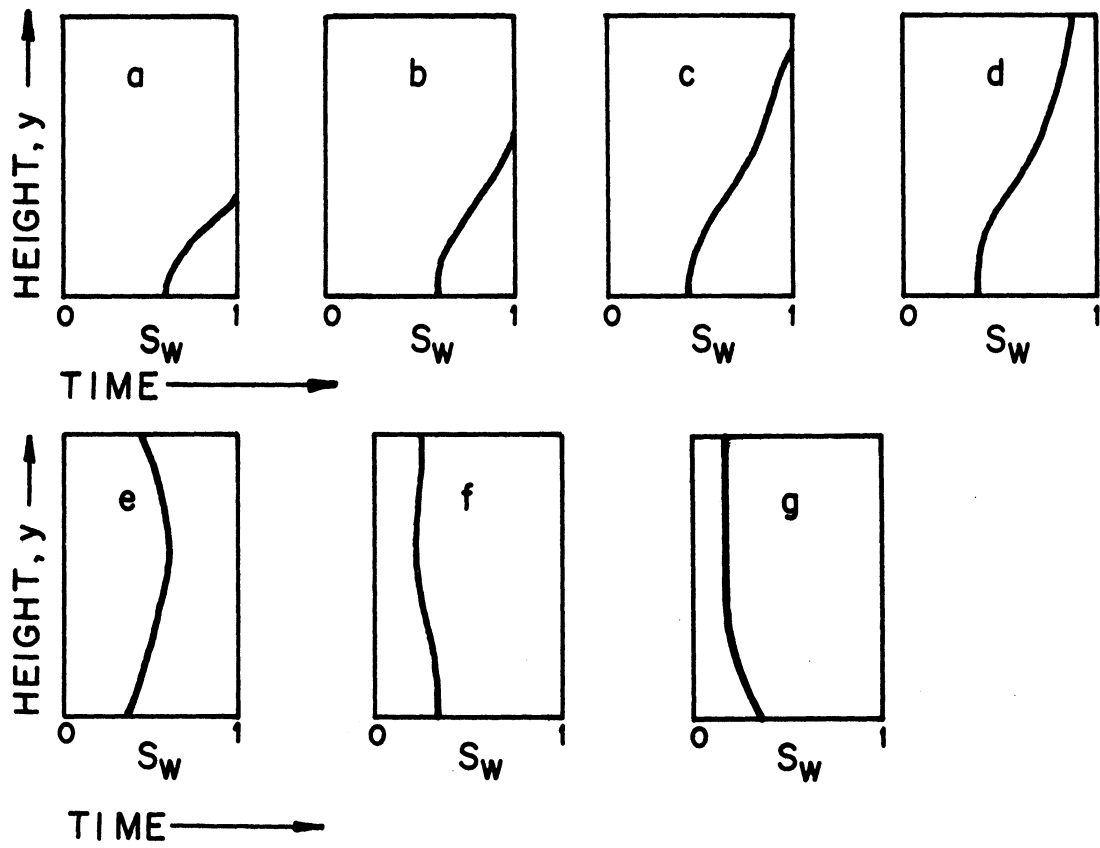 HEIGHT, y
a b c d
0 1 0 1 0 1 0 1
Sw Sw Sw Sw
TIME
HEIGHT, y
e f g
0 1 0 1 0 1
Sw Sw Sw
TIME